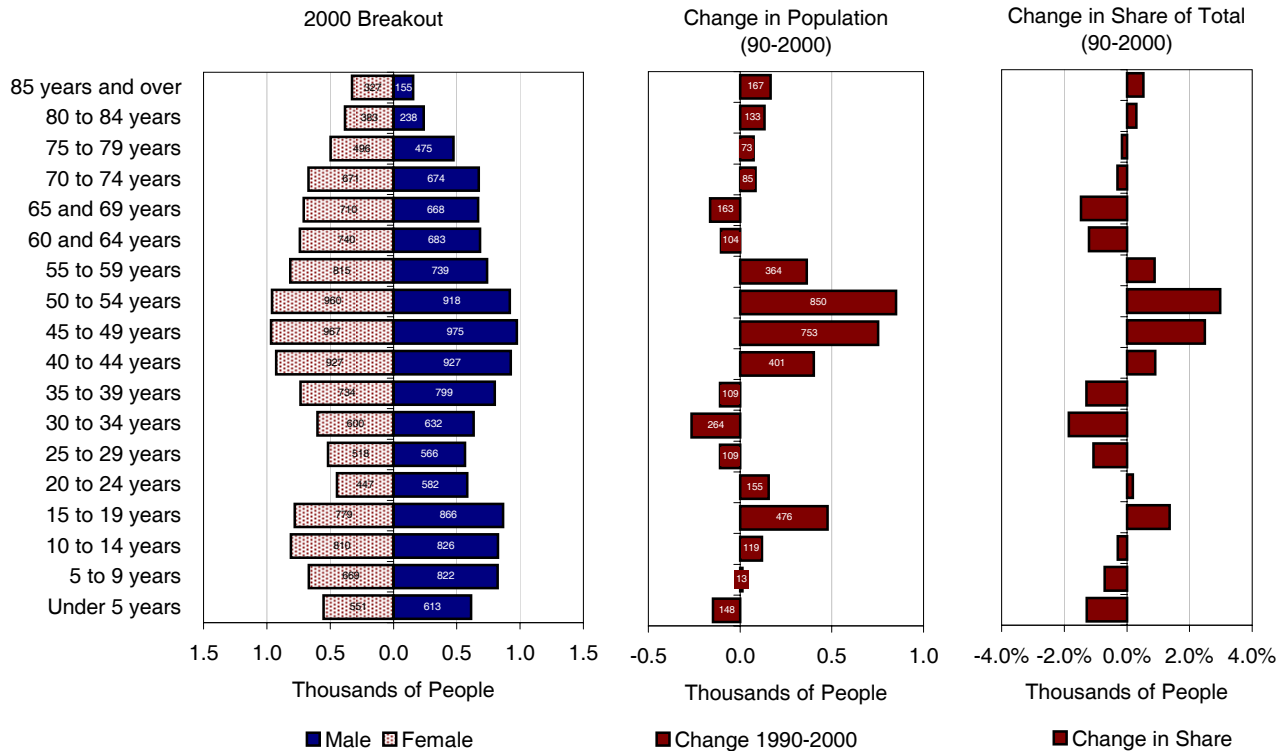 2000 Breakout
Change in Population
(90-2000)
Change in Share of Total
(90-2000)
85 years and over 327 155 167
80 to 84 years 383 238 133
75 to 79 years 496 475 73
70 to 74 years 671 674 85
65 and 69 years 710 668 163
60 and 64 years 740 683 104
55 to 59 years 815 739 364
50 to 54 years 960 918 850
45 to 49 years 967 975 753
40 to 44 years 927 927 401
35 to 39 years 734 799 109
30 to 34 years 600 632 264
25 to 29 years 518 566 109
20 to 24 years 447 582 155
15 to 19 years 779 866 476
10 to 14 years 810 826 119
5 to 9 years 669 822 13
Under 5 years 551 613 148
1.5 1.0 0.5 0.0 0.5 1.0 1.5
-0.5 0.0 0.5 1.0
-4.0% -2.0% 0.0% 2.0% 4.0%
Thousands of People
Thousands of People
Male Female
Change 1990-2000
Change in Share